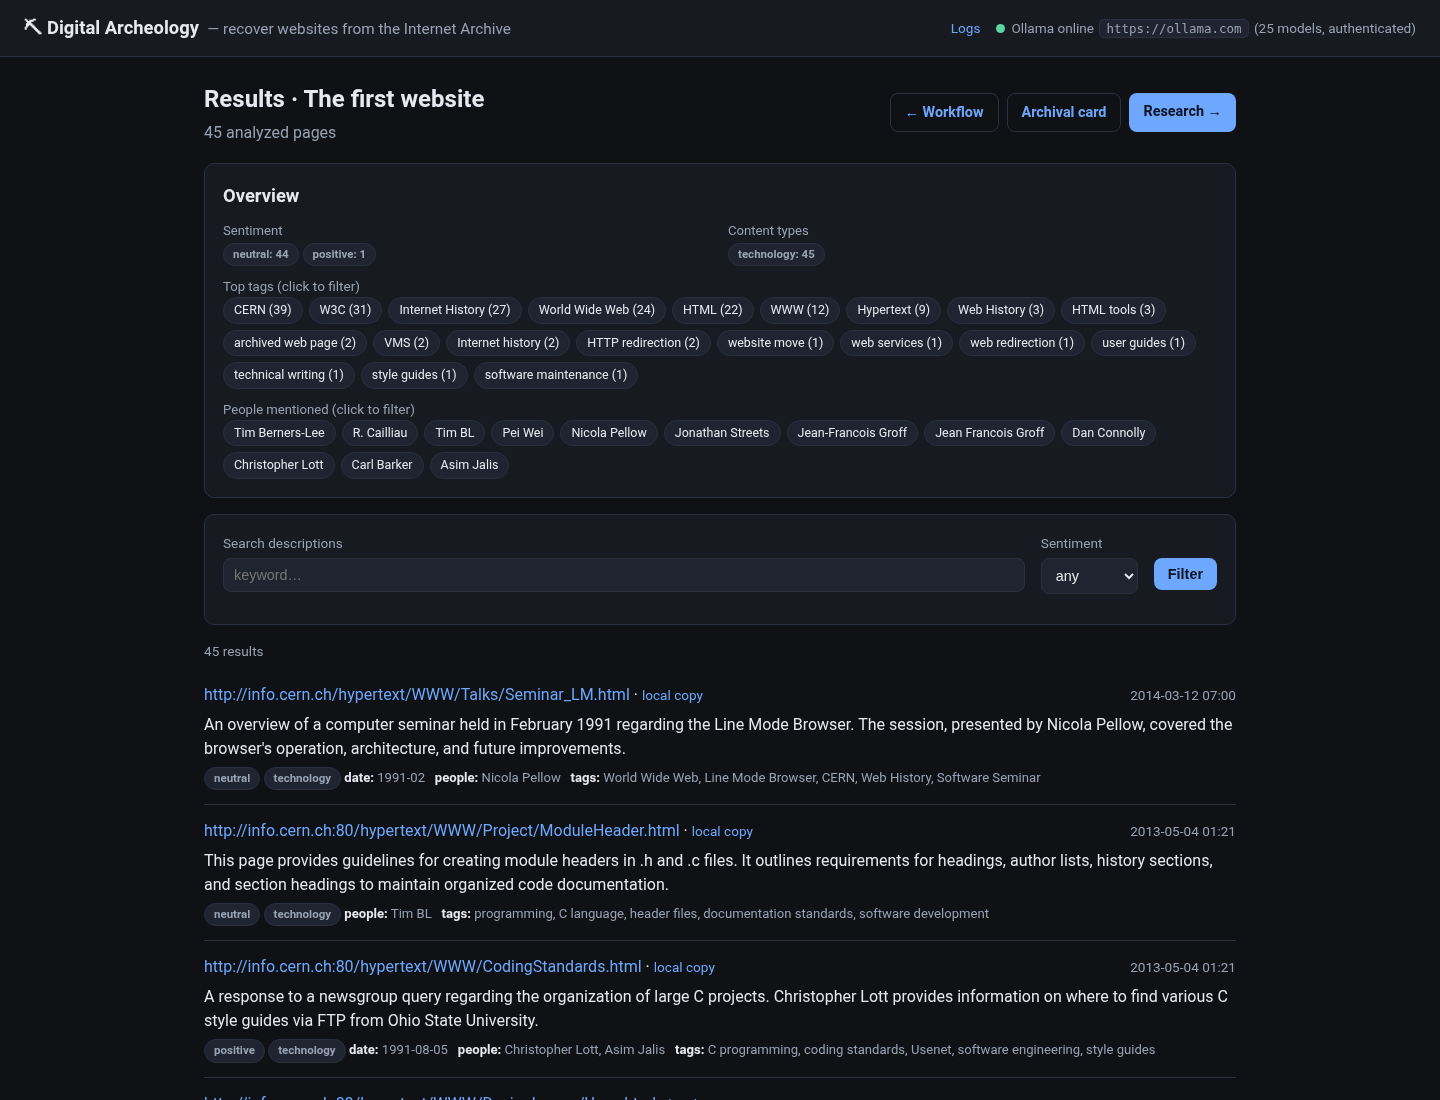 ⛏ Digital Archeology — recover websites from the Internet Archive
Logs Ollama online https://ollama.com (25 models, authenticated)
Results · The first website
45 analyzed pages
← Workflow Archival card Research →
Overview
Sentiment Content types
neutral: 44 positive: 1 technology: 45
Top tags (click to filter)
CERN (39) W3C (31) Internet History (27) World Wide Web (24) HTML (22) WWW (12) Hypertext (9) Web History (3) HTML tools (3)
archived web page (2) VMS (2) Internet history (2) HTTP redirection (2) website move (1) web services (1) web redirection (1) user guides (1)
technical writing (1) style guides (1) software maintenance (1)
People mentioned (click to filter)
Tim Berners-Lee R. Cailliau Tim BL Pei Wei Nicola Pellow Jonathan Streets Jean-Francois Groff Jean Francois Groff Dan Connolly
Christopher Lott Carl Barker Asim Jalis
Search descriptions Sentiment
keyword… any Filter
45 results
http://info.cern.ch/hypertext/WWW/Talks/Seminar_LM.html · local copy 2014-03-12 07:00
An overview of a computer seminar held in February 1991 regarding the Line Mode Browser. The session, presented by Nicola Pellow, covered the
browser's operation, architecture, and future improvements.
neutral technology date: 1991-02 people: Nicola Pellow tags: World Wide Web, Line Mode Browser, CERN, Web History, Software Seminar
http://info.cern.ch:80/hypertext/WWW/Project/ModuleHeader.html · local copy 2013-05-04 01:21
This page provides guidelines for creating module headers in .h and .c files. It outlines requirements for headings, author lists, history sections,
and section headings to maintain organized code documentation.
neutral technology people: Tim BL tags: programming, C language, header files, documentation standards, software development
http://info.cern.ch:80/hypertext/WWW/CodingStandards.html · local copy 2013-05-04 01:21
A response to a newsgroup query regarding the organization of large C projects. Christopher Lott provides information on where to find various C
style guides via FTP from Ohio State University.
positive technology date: 1991-08-05 people: Christopher Lott, Asim Jalis tags: C programming, coding standards, Usenet, software engineering, style guides